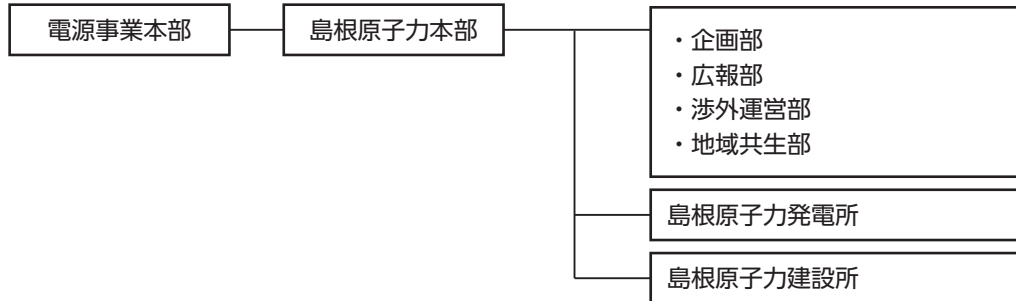 電源事業本部
島根原子力本部
・企画部
・広報部
・渉外運営部
・地域共生部
島根原子力発電所
島根原子力建設所